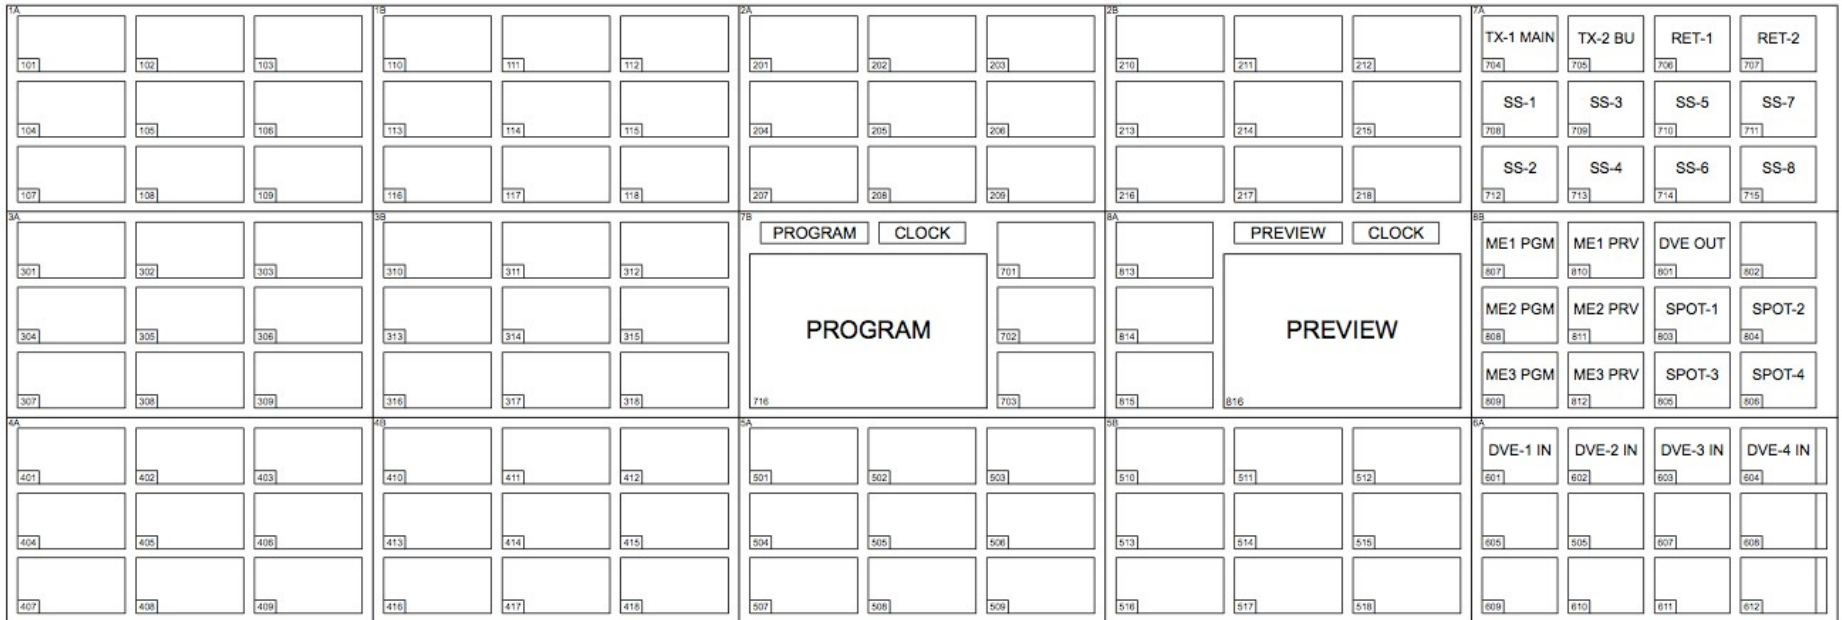 1A 1B 2A 2B 7A
TX-1 MAIN TX-2 BU RET-1 RET-2
101 102 103 110 111 112 201 202 203 210 211 212 704 705 706 707
SS-1 SS-3 SS-5 SS-7
104 105 106 113 114 115 204 205 206 213 214 215 708 709 710 711
SS-2 SS-4 SS-6 SS-8
107 108 109 116 117 118 207 208 209 216 217 218 712 713 714 715
3A 3B 7B 8A 8B
PROGRAM CLOCK PREVIEW CLOCK
ME1 PGM ME1 PRV DVE OUT
301 302 303 310 311 312 701 813 807 810 801 802
ME2 PGM ME2 PRV SPOT-1 SPOT-2
PROGRAM PREVIEW
304 305 306 313 314 315 702 814 808 811 803 804
ME3 PGM ME3 PRV SPOT-3 SPOT-4
307 308 309 316 317 318 716 703 815 816 809 812 805 806
4A 4B 5A 5B 6A
DVE-1 IN DVE-2 IN DVE-3 IN DVE-4 IN
401 402 403 410 411 412 501 502 503 510 511 512 601 602 603 604
404 405 406 413 414 415 504 505 506 513 514 515 605 505 607 608
407 408 409 416 417 418 507 508 509 516 517 518 609 610 611 612